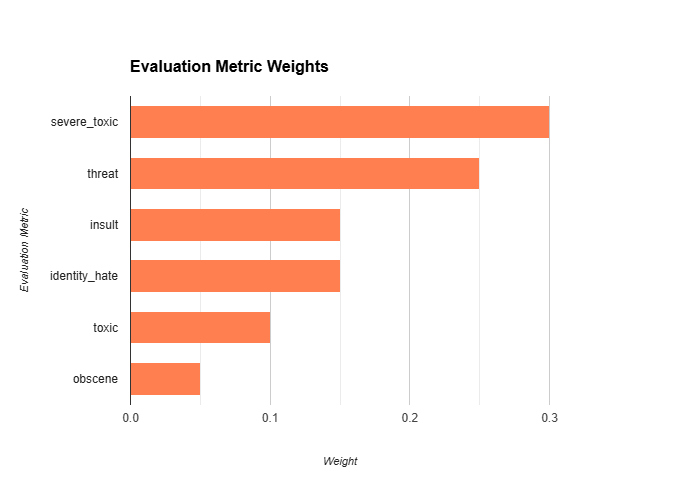 Evaluation Metric Weights
Evaluation Metric
severe_toxic
threat
insult
identity_hate
toxic
obscene
0.0 0.1 0.2 0.3
Weight